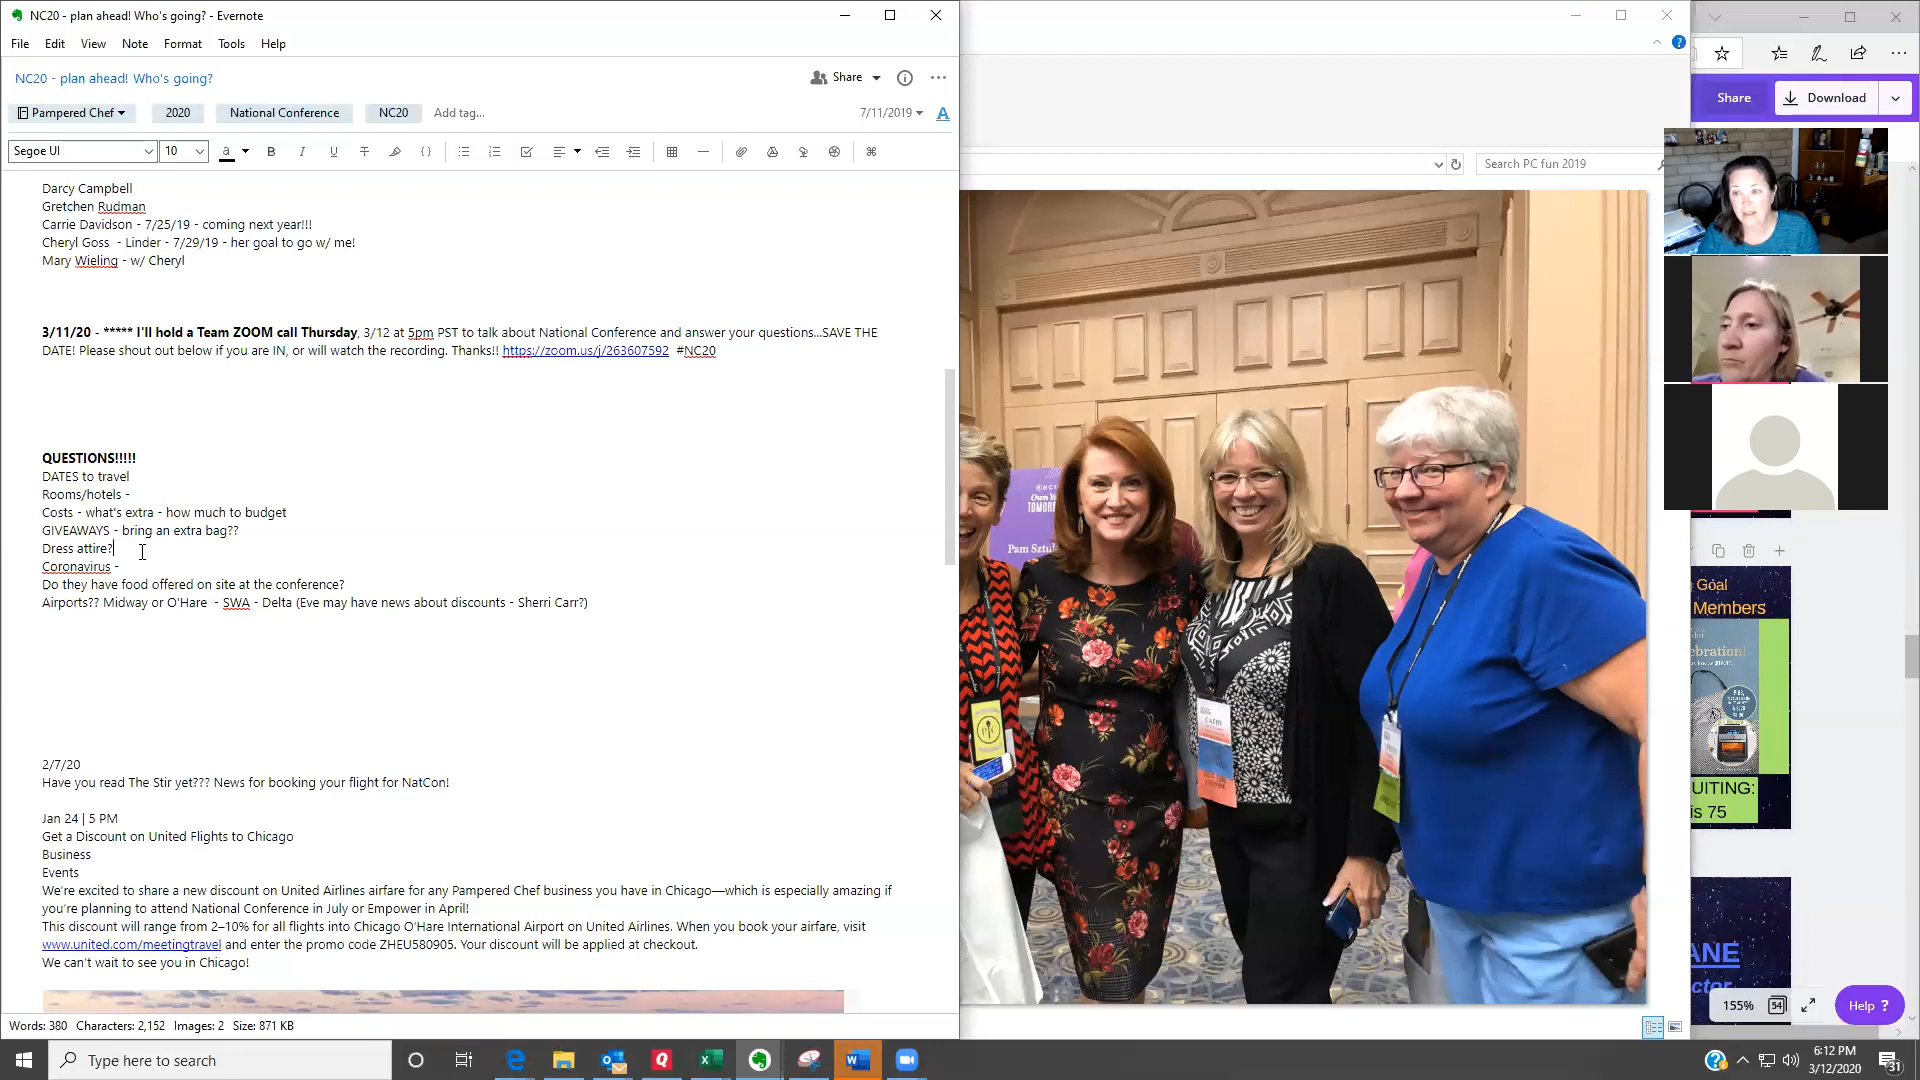 NC20 - plan ahead! Who's going? - Evernote
File Edit View Note Format Tools Help
NC20 - plan ahead! Who's going?
Share
Pampered Chef 2020 National Conference NC20 Add tag... 7/11/2019
Segoe UI 10
Darcy Campbell
Gretchen Rudman
Carrie Davidson - 7/25/19 - coming next year!!!
Cheryl Goss - Linder - 7/29/19 - her goal to go w/ me!
Mary Wieling - w/ Cheryl
3/11/20 - ***** I'll hold a Team ZOOM call Thursday, 3/12 at 5pm PST to talk about National Conference and answer your questions...SAVE THE
DATE! Please shout out below if you are IN, or will watch the recording. Thanks!! https://zoom.us/j/263607592 #NC20
QUESTIONS!!!!!
DATES to travel
Rooms/hotels -
Costs - what's extra - how much to budget
GIVEAWAYS - bring an extra bag??
Dress attire?
Coronavirus -
Do they have food offered on site at the conference?
Airports?? Midway or O'Hare - SWA - Delta (Eve may have news about discounts - Sherri Carr?)
2/7/20
Have you read The Stir yet??? News for booking your flight for NatCon!
Jan 24 | 5 PM
Get a Discount on United Flights to Chicago
Business
Events
We're excited to share a new discount on United Airlines airfare for any Pampered Chef business you have in Chicago—which is especially amazing if
you're planning to attend National Conference in July or Empower in April!
This discount will range from 2–10% for all flights into Chicago O'Hare International Airport on United Airlines. When you book your airfare, visit
www.united.com/meetingtravel and enter the promo code ZHEU580905. Your discount will be applied at checkout.
We can't wait to see you in Chicago!
Words: 380 Characters: 2,152 Images: 2 Size: 871 KB
Search PC fun 2019
Own Yo
TOMORR
Pam Sztuk
CATHY
Share Download
Goal
Members
ebration!
UITING:
is 75
ANE
ctor
155% 54 Help ?
Type here to search
6:12 PM
3/12/2020
31